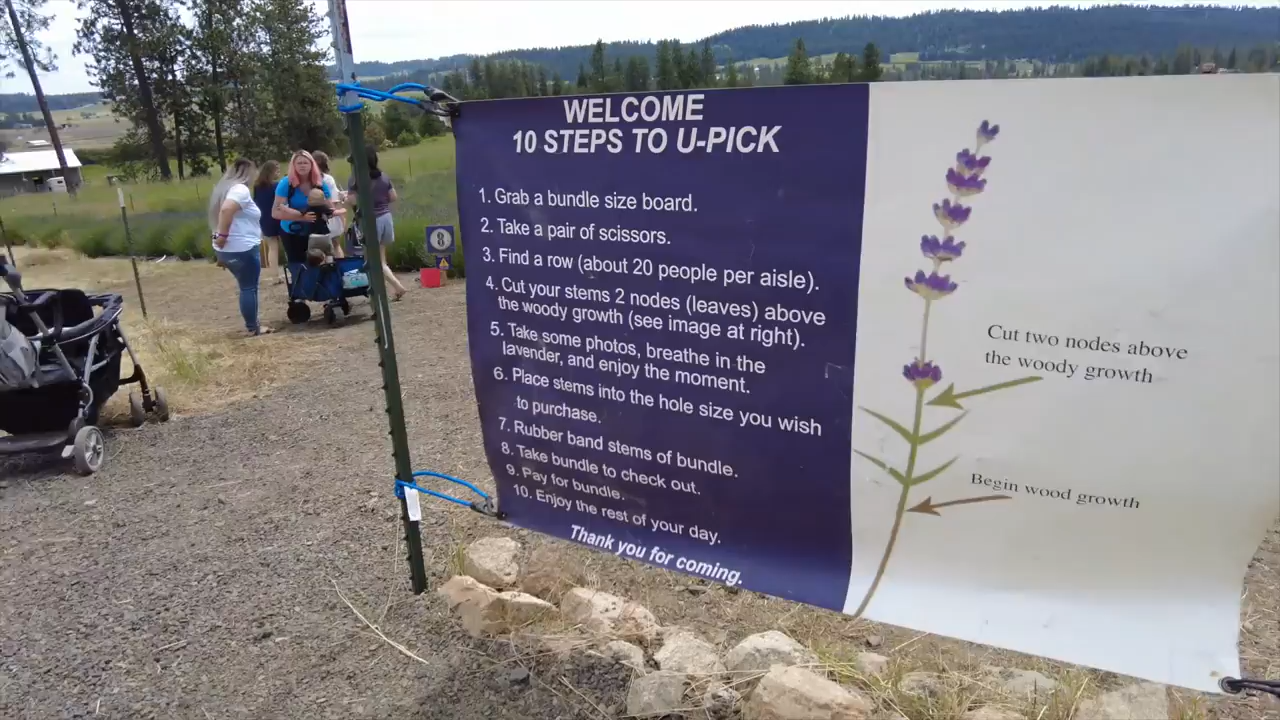 WELCOME
10 STEPS TO U-PICK
1. Grab a bundle size board.
2. Take a pair of scissors.
3. Find a row (about 20 people per aisle).
4. Cut your stems 2 nodes (leaves) above
the woody growth (see image at right).
5. Take some photos, breathe in the
lavender, and enjoy the moment.
6. Place stems into the hole size you wish
to purchase.
7. Rubber band stems of bundle.
8. Take bundle to check out.
9. Pay for bundle.
10. Enjoy the rest of your day.
Thank you for coming.
Cut two nodes above
the woody growth
Begin wood growth
8